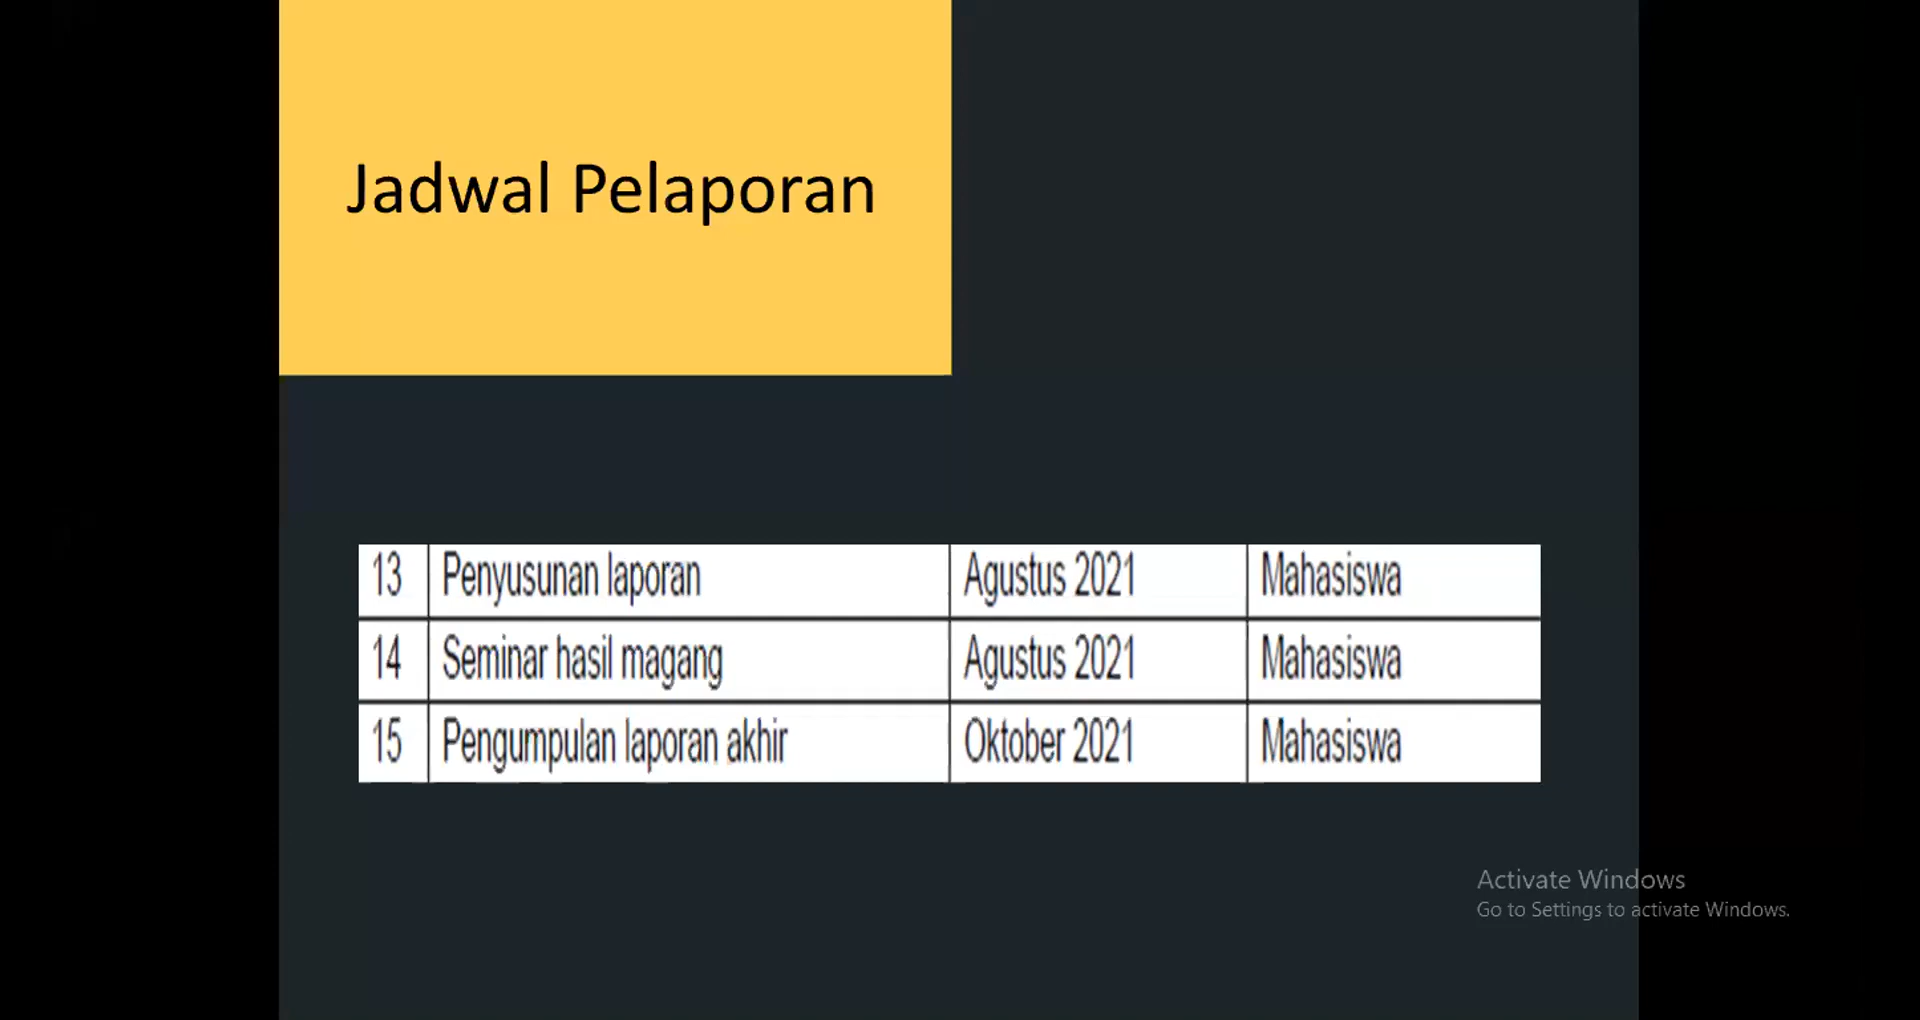 Jadwal Pelaporan
13 Penyusunan laporan Agustus 2021 Mahasiswa
14 Seminar hasil magang Agustus 2021 Mahasiswa
15 Pengumpulan laporan akhir Oktober 2021 Mahasiswa
Activate Windows
Go to Settings to activate Windows.